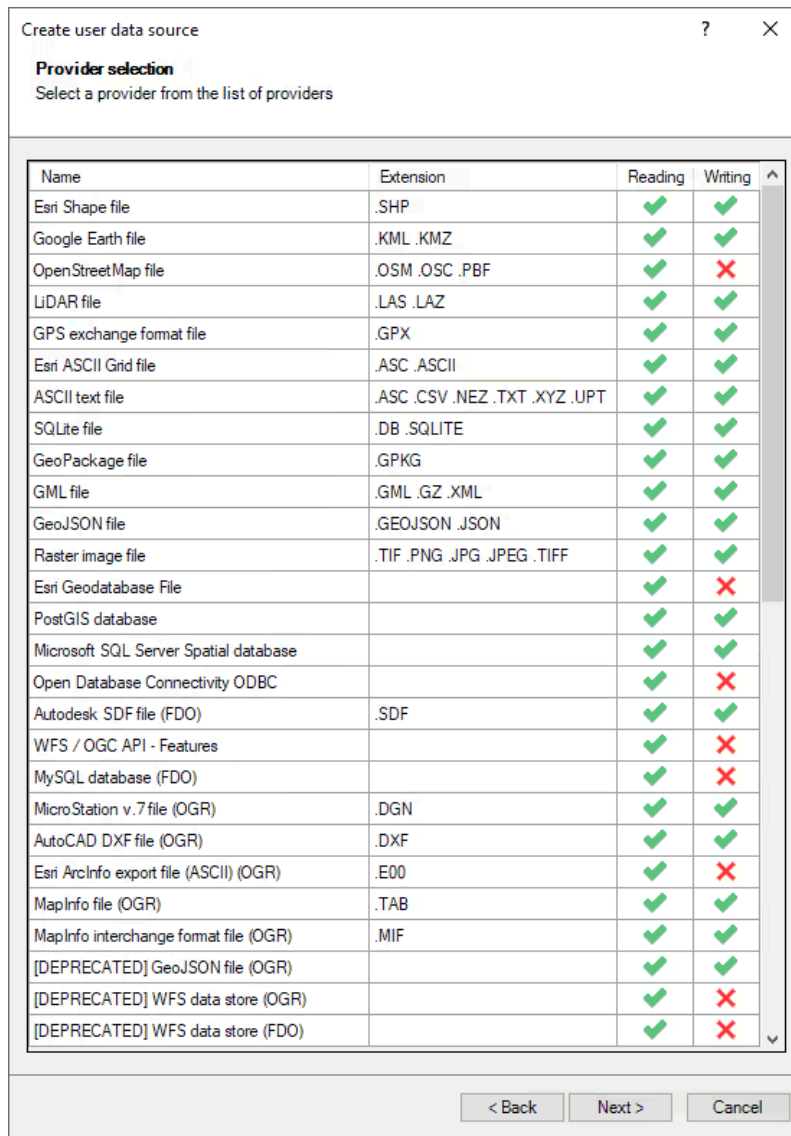 Create user data source ?
Provider selection
Select a provider from the list of providers
Name Extension Reading Writing
Esri Shape file .SHP
Google Earth file .KML .KMZ
OpenStreetMap file .OSM .OSC .PBF
LiDAR file .LAS .LAZ
GPS exchange format file .GPX
Esri ASCII Grid file .ASC .ASCII
ASCII text file .ASC .CSV .NEZ .TXT .XYZ .UPT
SQLite file .DB .SQLITE
GeoPackage file .GPKG
GML file .GML .GZ .XML
GeoJSON file .GEOJSON .JSON
Raster image file .TIF .PNG .JPG .JPEG .TIFF
Esri Geodatabase File
PostGIS database
Microsoft SQL Server Spatial database
Open Database Connectivity ODBC
Autodesk SDF file (FDO) .SDF
WFS / OGC API - Features
MySQL database (FDO)
MicroStation v.7 file (OGR) .DGN
AutoCAD DXF file (OGR) .DXF
Esri ArcInfo export file (ASCII) (OGR) .E00
MapInfo file (OGR) .TAB
MapInfo interchange format file (OGR) .MIF
[DEPRECATED] GeoJSON file (OGR)
[DEPRECATED] WFS data store (OGR)
[DEPRECATED] WFS data store (FDO)
< Back Next > Cancel